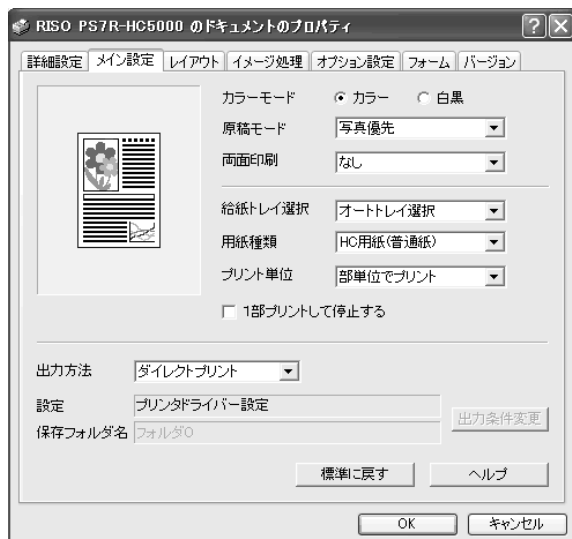 RISO PS7R-HC5000 のドキュメントのプロパティ
詳細設定 メイン設定 レイアウト イメージ処理 オプション設定 フォーム バージョン
カラーモード カラー 白黒
原稿モード 写真優先
両面印刷 なし
給紙トレイ選択 オートトレイ選択
用紙種類 HC用紙(普通紙)
プリント単位 部単位でプリント
1部プリントして停止する
出力方法 ダイレクトプリント
設定 プリンタドライバー設定
保存フォルダ名 フォルダ0
出力条件変更
標準に戻す ヘルプ
OK キャンセル